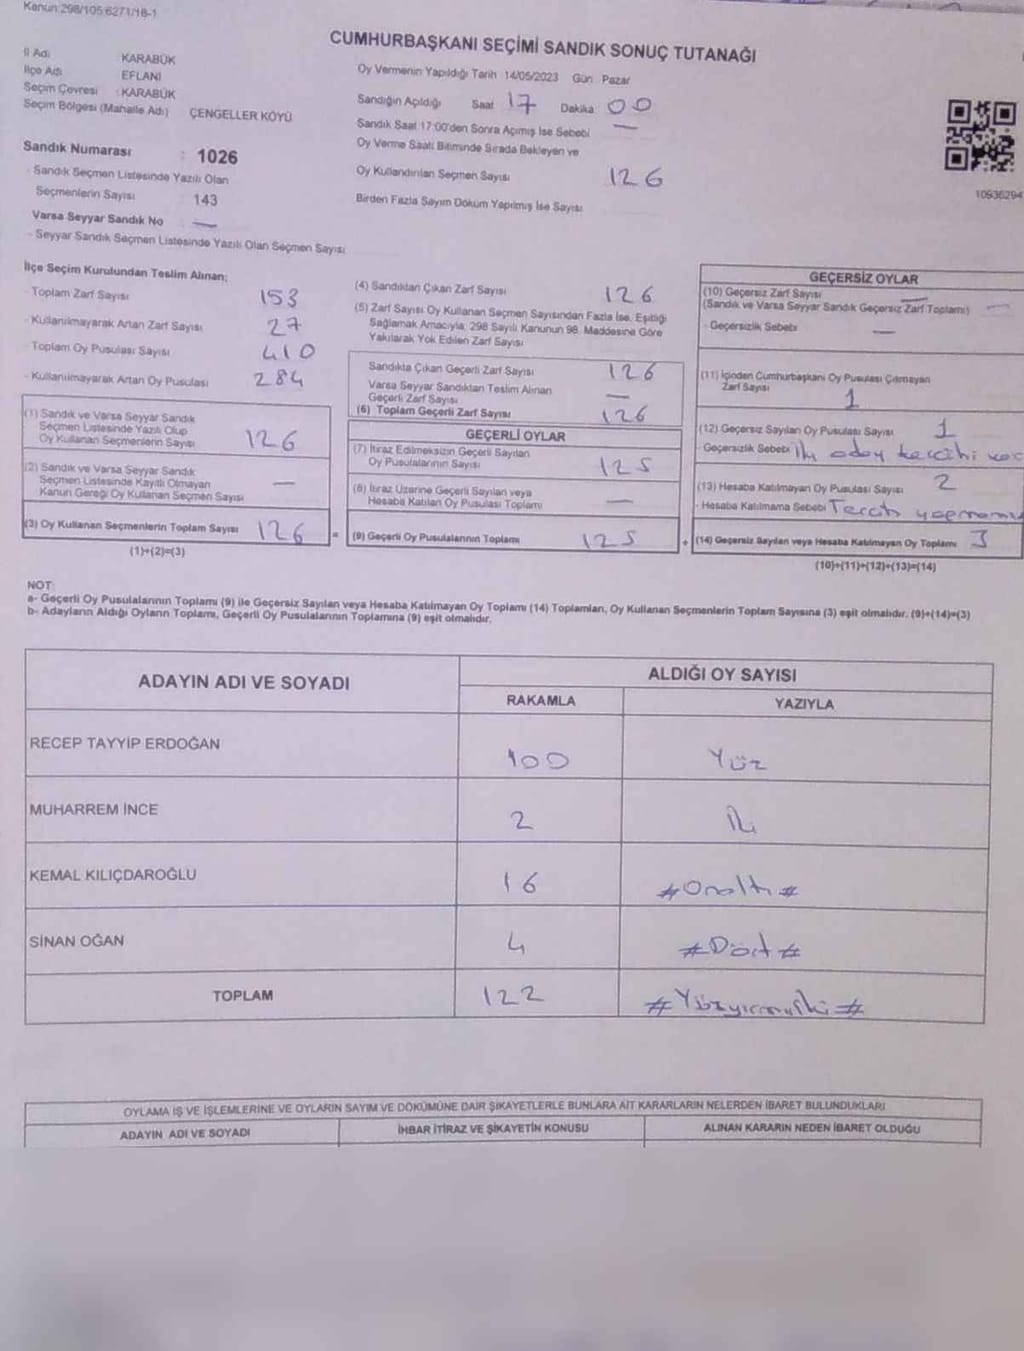 Kanun:298/105;6271/18-1
CUMHURBAŞKANI SEÇİMİ SANDIK SONUÇ TUTANAĞI
İl Adı : KARABÜK
İlçe Adı : EFLANİ
Seçim Çevresi : KARABÜK
Seçim Bölgesi (Mahalle Adı) ÇENGELLER KÖYÜ
Sandık Numarası : 1026
- Sandık Seçmen Listesinde Yazılı Olan
Seçmenlerin Sayısı : 143
Varsa Seyyar Sandık No : —
- Seyyar Sandık Seçmen Listesinde Yazılı Olan Seçmen Sayısı
Oy Vermenin Yapıldığı Tarih 14/05/2023 Gün : Pazar
Sandığın Açıldığı Saat 17 Dakika 00
Sandık Saat 17:00'den Sonra Açılmış İse Sebebi —
Oy Verme Saati Bitiminde Sırada Bekleyen ve
Oy Kullandırılan Seçmen Sayısı 126
Birden Fazla Sayım Döküm Yapılmış İse Sayısı
10936294
İlçe Seçim Kurulundan Teslim Alınan;
- Toplam Zarf Sayısı 153
- Kullanılmayarak Artan Zarf Sayısı 27
- Toplam Oy Pusulası Sayısı 410
- Kullanılmayarak Artan Oy Pusulası 284
(1) Sandık ve Varsa Seyyar Sandık
Seçmen Listesinde Yazılı Olup
Oy Kullanan Seçmenlerin Sayısı 126
(2) Sandık ve Varsa Seyyar Sandık
Seçmen Listesinde Kayıtlı Olmayan
Kanun Gereği Oy Kullanan Seçmen Sayısı —
(3) Oy Kullanan Seçmenlerin Toplam Sayısı 126
(1)+(2)=(3)
(4) Sandıktan Çıkan Zarf Sayısı 126
(5) Zarf Sayısı Oy Kullanan Seçmen Sayısından Fazla İse, Eşitliği
Sağlamak Amacıyla; 298 Sayılı Kanunun 98. Maddesine Göre
Yakılarak Yok Edilen Zarf Sayısı
Sandıkta Çıkan Geçerli Zarf Sayısı 126
Varsa Seyyar Sandıktan Teslim Alınan
Geçerli Zarf Sayısı —
(6) Toplam Geçerli Zarf Sayısı 126
GEÇERLİ OYLAR
(7) İtiraz Edilmeksizin Geçerli Sayılan
Oy Pusulalarının Sayısı 125
(8) İtiraz Üzerine Geçerli Sayılan veya
Hesaba Katılan Oy Pusulası Toplamı —
= (9) Geçerli Oy Pusulalarının Toplamı 125
GEÇERSİZ OYLAR
(10) Geçersiz Zarf Sayısı —
(Sandık ve Varsa Seyyar Sandık Geçersiz Zarf Toplamı) —
- Geçersizlik Sebebi —
(11) İçinden Cumhurbaşkanı Oy Pusulası Çıkmayan
Zarf Sayısı 1
(12) Geçersiz Sayılan Oy Pusulası Sayısı 1
- Geçersizlik Sebebi İki aday tercihi
(13) Hesaba Katılmayan Oy Pusulası Sayısı 2
- Hesaba Katılmama Sebebi Tercih
+ (14) Geçersiz Sayılan veya Hesaba Katılmayan Oy Toplamı 3
(10)+(11)+(12)+(13)=(14)
NOT:
a- Geçerli Oy Pusulalarının Toplamı (9) ile Geçersiz Sayılan veya Hesaba Katılmayan Oy Toplamı (14) Toplamları, Oy Kullanan Seçmenlerin Toplam Sayısına (3) eşit olmalıdır. (9)+(14)=(3)
b- Adayların Aldığı Oyların Toplamı, Geçerli Oy Pusulalarının Toplamına (9) eşit olmalıdır.
ADAYIN ADI VE SOYADI ALDIĞI OY SAYISI
RAKAMLA YAZIYLA
RECEP TAYYİP ERDOĞAN 100 Yüz
MUHARREM İNCE 2 İki
KEMAL KILIÇDAROĞLU 16 #Onaltı#
SİNAN OĞAN 4 #Dört#
TOPLAM 122 #Yüzyirmiiki#
OYLAMA İŞ VE İŞLEMLERİNE VE OYLARIN SAYIM VE DÖKÜMÜNE DAİR ŞİKAYETLERLE BUNLARA AİT KARARLARIN NELERDEN İBARET BULUNDUKLARI
ADAYIN ADI VE SOYADI İHBAR İTİRAZ VE ŞİKAYETİN KONUSU ALINAN KARARIN NEDEN İBARET OLDUĞU